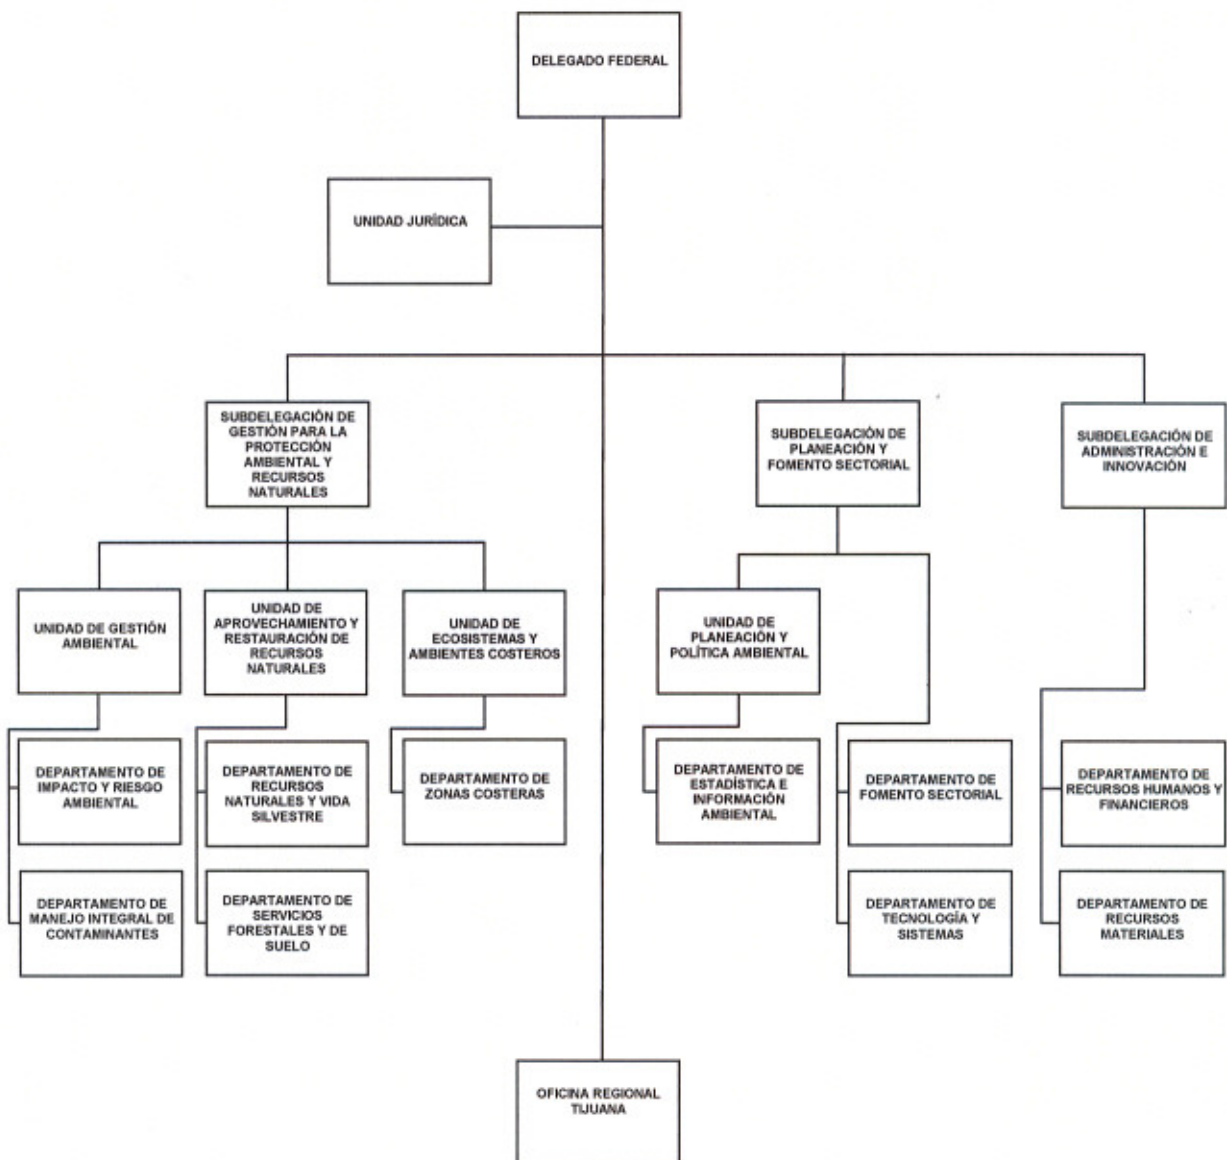 DELEGADO FEDERAL
UNIDAD JURÍDICA
SUBDELEGACIÓN DE
GESTIÓN PARA LA
PROTECCIÓN
AMBIENTAL Y
RECURSOS
NATURALES
SUBDELEGACIÓN DE
PLANEACIÓN Y
FOMENTO SECTORIAL
SUBDELEGACIÓN DE
ADMINISTRACIÓN E
INNOVACIÓN
UNIDAD DE GESTIÓN
AMBIENTAL
UNIDAD DE
APROVECHAMIENTO Y
RESTAURACIÓN DE
RECURSOS
NATURALES
UNIDAD DE
ECOSISTEMAS Y
AMBIENTES COSTEROS
UNIDAD DE
PLANEACIÓN Y
POLÍTICA AMBIENTAL
DEPARTAMENTO DE
IMPACTO Y RIESGO
AMBIENTAL
DEPARTAMENTO DE
RECURSOS
NATURALES Y VIDA
SILVESTRE
DEPARTAMENTO DE
ZONAS COSTERAS
DEPARTAMENTO DE
ESTADÍSTICA E
INFORMACIÓN
AMBIENTAL
DEPARTAMENTO DE
FOMENTO SECTORIAL
DEPARTAMENTO DE
RECURSOS HUMANOS Y
FINANCIEROS
DEPARTAMENTO DE
MANEJO INTEGRAL DE
CONTAMINANTES
DEPARTAMENTO DE
SERVICIOS
FORESTALES Y DE
SUELO
DEPARTAMENTO DE
TECNOLOGÍA Y
SISTEMAS
DEPARTAMENTO DE
RECURSOS
MATERIALES
OFICINA REGIONAL
TIJUANA